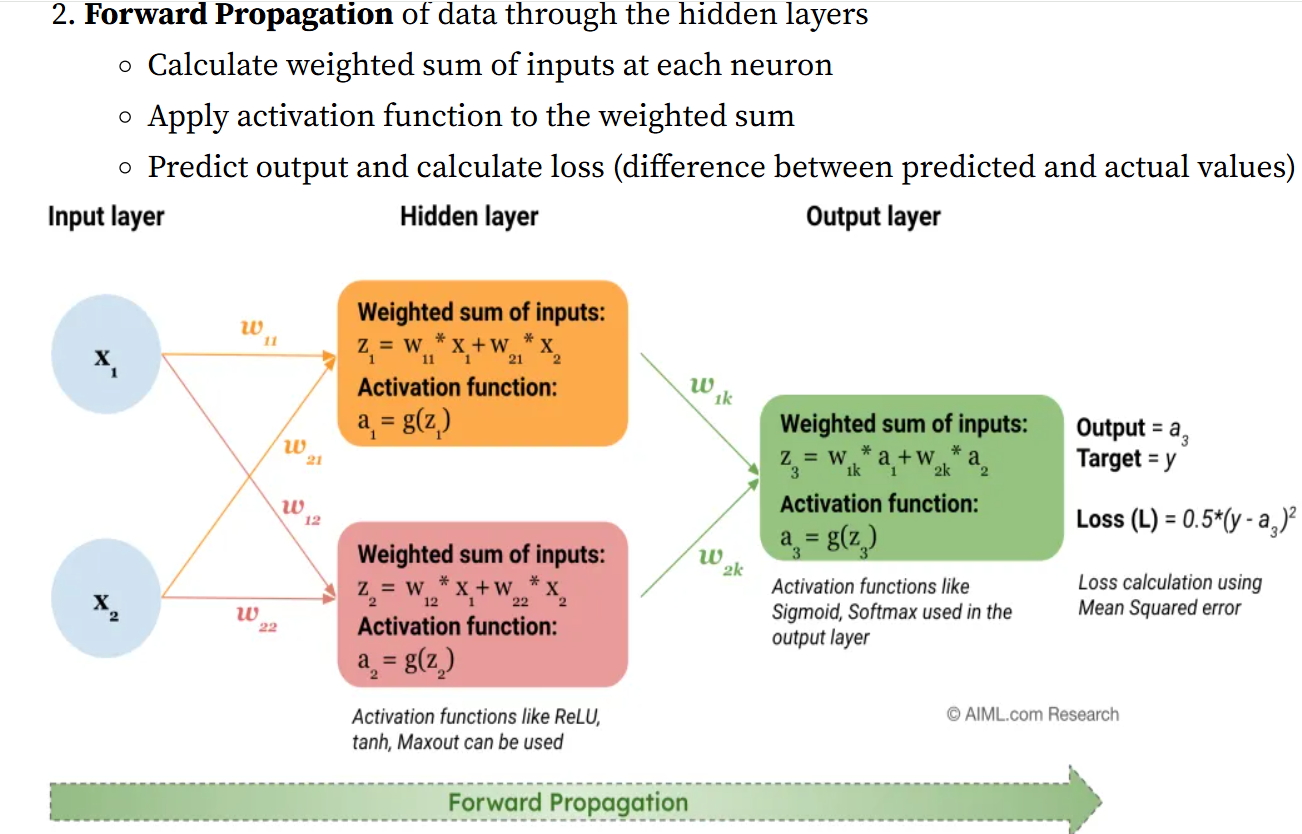 2. Forward Propagation of data through the hidden layers
○ Calculate weighted sum of inputs at each neuron
○ Apply activation function to the weighted sum
○ Predict output and calculate loss (difference between predicted and actual values)
Input layer
Hidden layer
Output layer
x₁
x₂
w₁₁
w₂₁
w₁₂
w₂₂
Weighted sum of inputs:
z₁ = w₁₁* x₁+w₂₁* x₂
Activation function:
a₁ = g(z₁)
Weighted sum of inputs:
z₂ = w₁₂* x₁+w₂₂* x₂
Activation function:
a₂ = g(z₂)
Activation functions like ReLU,
tanh, Maxout can be used
w₁ₖ
w₂ₖ
Weighted sum of inputs:
z₃ = w₁ₖ* a₁+w₂ₖ* a₂
Activation function:
a₃ = g(z₃)
Activation functions like
Sigmoid, Softmax used in the
output layer
Output = a₃
Target = y
Loss (L) = 0.5*(y - a₃)²
Loss calculation using
Mean Squared error
© AIML.com Research
Forward Propagation